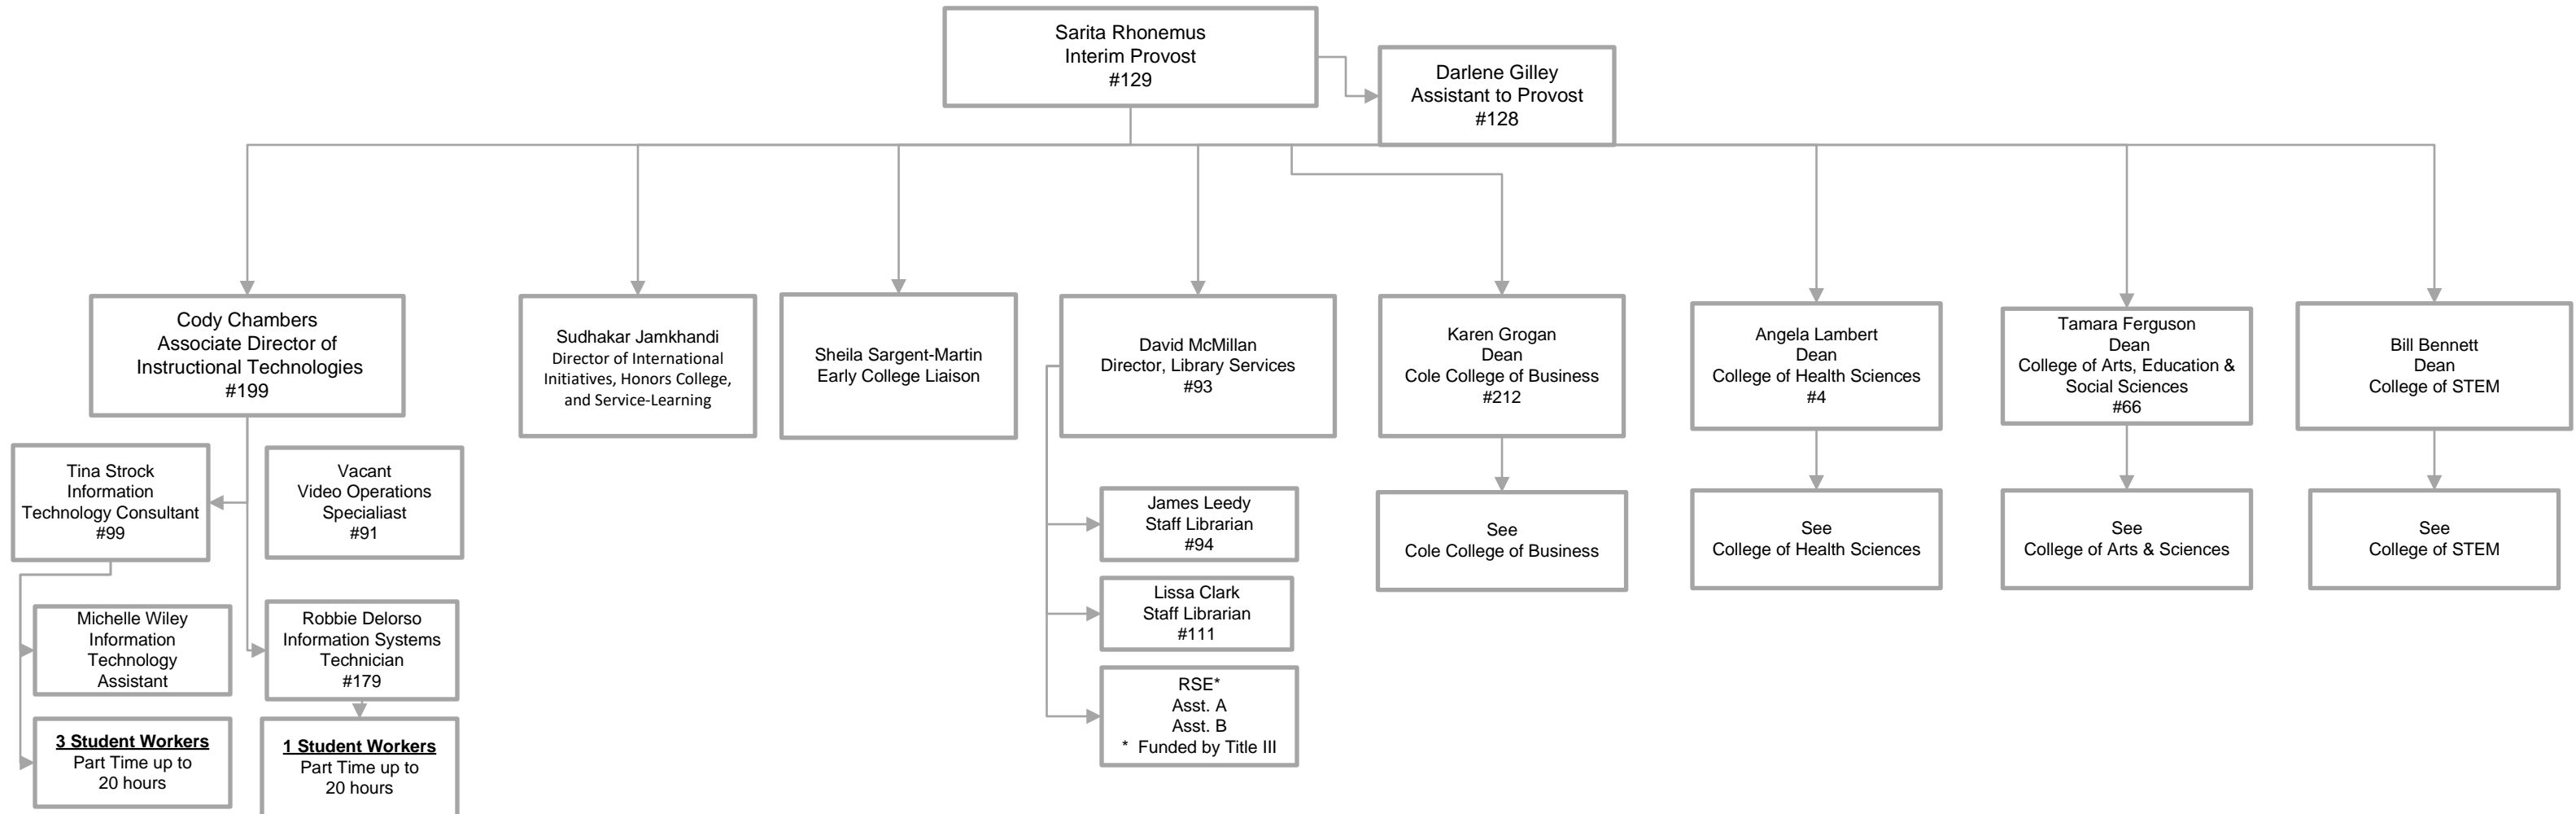 Sarita Rhonemus
Interim Provost
#129
Darlene Gilley
Assistant to Provost
#128
Cody Chambers
Associate Director of
Instructional Technologies
#199
Sudhakar Jamkhandi
Director of International
Initiatives, Honors College,
and Service-Learning
Sheila Sargent-Martin
Early College Liaison
David McMillan
Director, Library Services
#93
Karen Grogan
Dean
Cole College of Business
#212
Angela Lambert
Dean
College of Health Sciences
#4
Tamara Ferguson
Dean
College of Arts, Education &
Social Sciences
#66
Bill Bennett
Dean
College of STEM
Tina Strock
Information
Technology Consultant
#99
Vacant
Video Operations
Specialiast
#91
James Leedy
Staff Librarian
#94
See
Cole College of Business
See
College of Health Sciences
See
College of Arts & Sciences
See
College of STEM
Lissa Clark
Staff Librarian
#111
Michelle Wiley
Information
Technology
Assistant
Robbie Delorso
Information Systems
Technician
#179
RSE*
Asst. A
Asst. B
* Funded by Title III
3 Student Workers
Part Time up to
20 hours
1 Student Workers
Part Time up to
20 hours